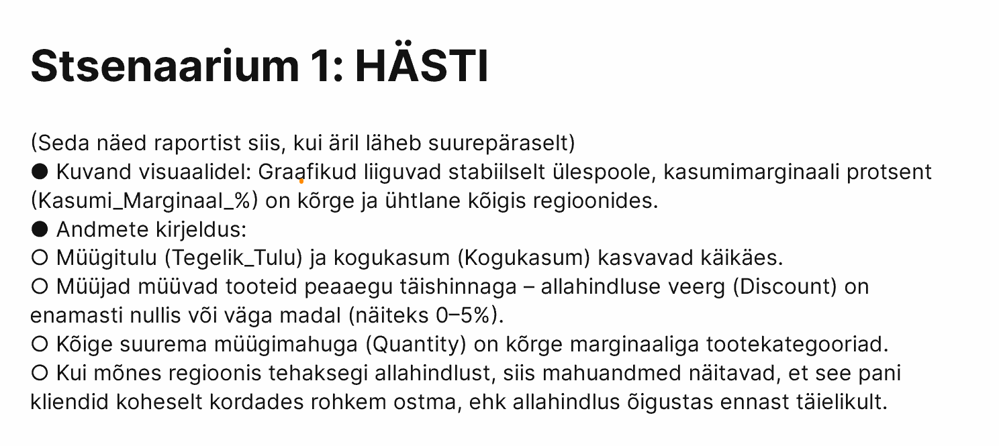 Stsenaarium 1: HÄSTI
(Seda näed raportist siis, kui äril läheb suurepäraselt)
● Kuvand visuaalidel: Graafikud liiguvad stabiilselt ülespoole, kasumimarginaali protsent
(Kasumi_Marginaal_%) on kõrge ja ühtlane kõigis regioonides.
● Andmete kirjeldus:
○ Müügitulu (Tegelik_Tulu) ja kogukasum (Kogukasum) kasvavad käikäes.
○ Müüjad müüvad tooteid peaaegu täishinnaga – allahindluse veerg (Discount) on
enamasti nullis või väga madal (näiteks 0–5%).
○ Kõige suurema müügimahuga (Quantity) on kõrge marginaaliga tootekategooriad.
○ Kui mõnes regioonis tehaksegi allahindlust, siis mahuandmed näitavad, et see pani
kliendid koheselt kordades rohkem ostma, ehk allahindlus õigustas ennast täielikult.